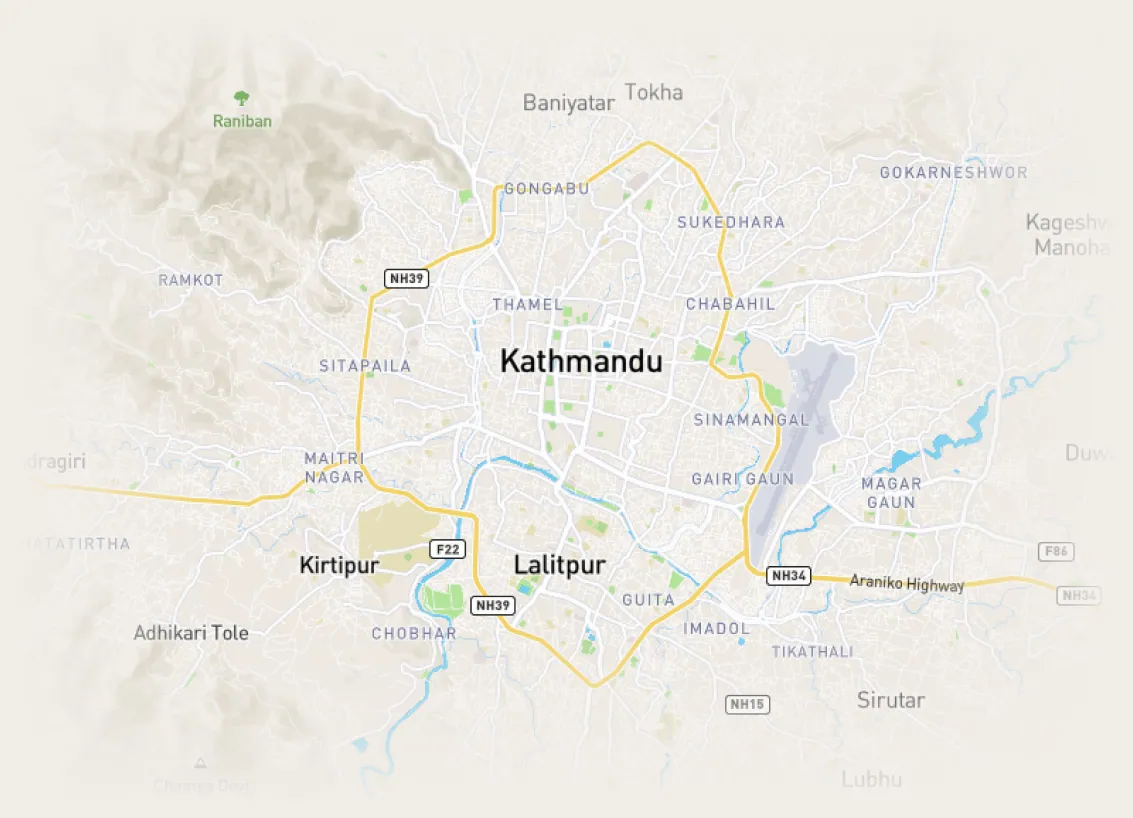 Tokha
Baniyatar
Raniban
GOKARNESHWOR
GONGABU
SUKEDHARA
Kageshw
Manoha
RAMKOT
NH39
THAMEL
CHABAHIL
Kathmandu
SITAPAILA
SINAMANGAL
MAITRI
NAGAR
dragiri
Duw
GAIRI GAUN
MAGAR
GAUN
HATATIRTHA
F22
F86
Kirtipur
Lalitpur
NH34
Araniko Highway
NH34
NH39
GUITA
Adhikari Tole
CHOBHAR
IMADOL
TIKATHALI
NH15
Sirutar
Lubhu